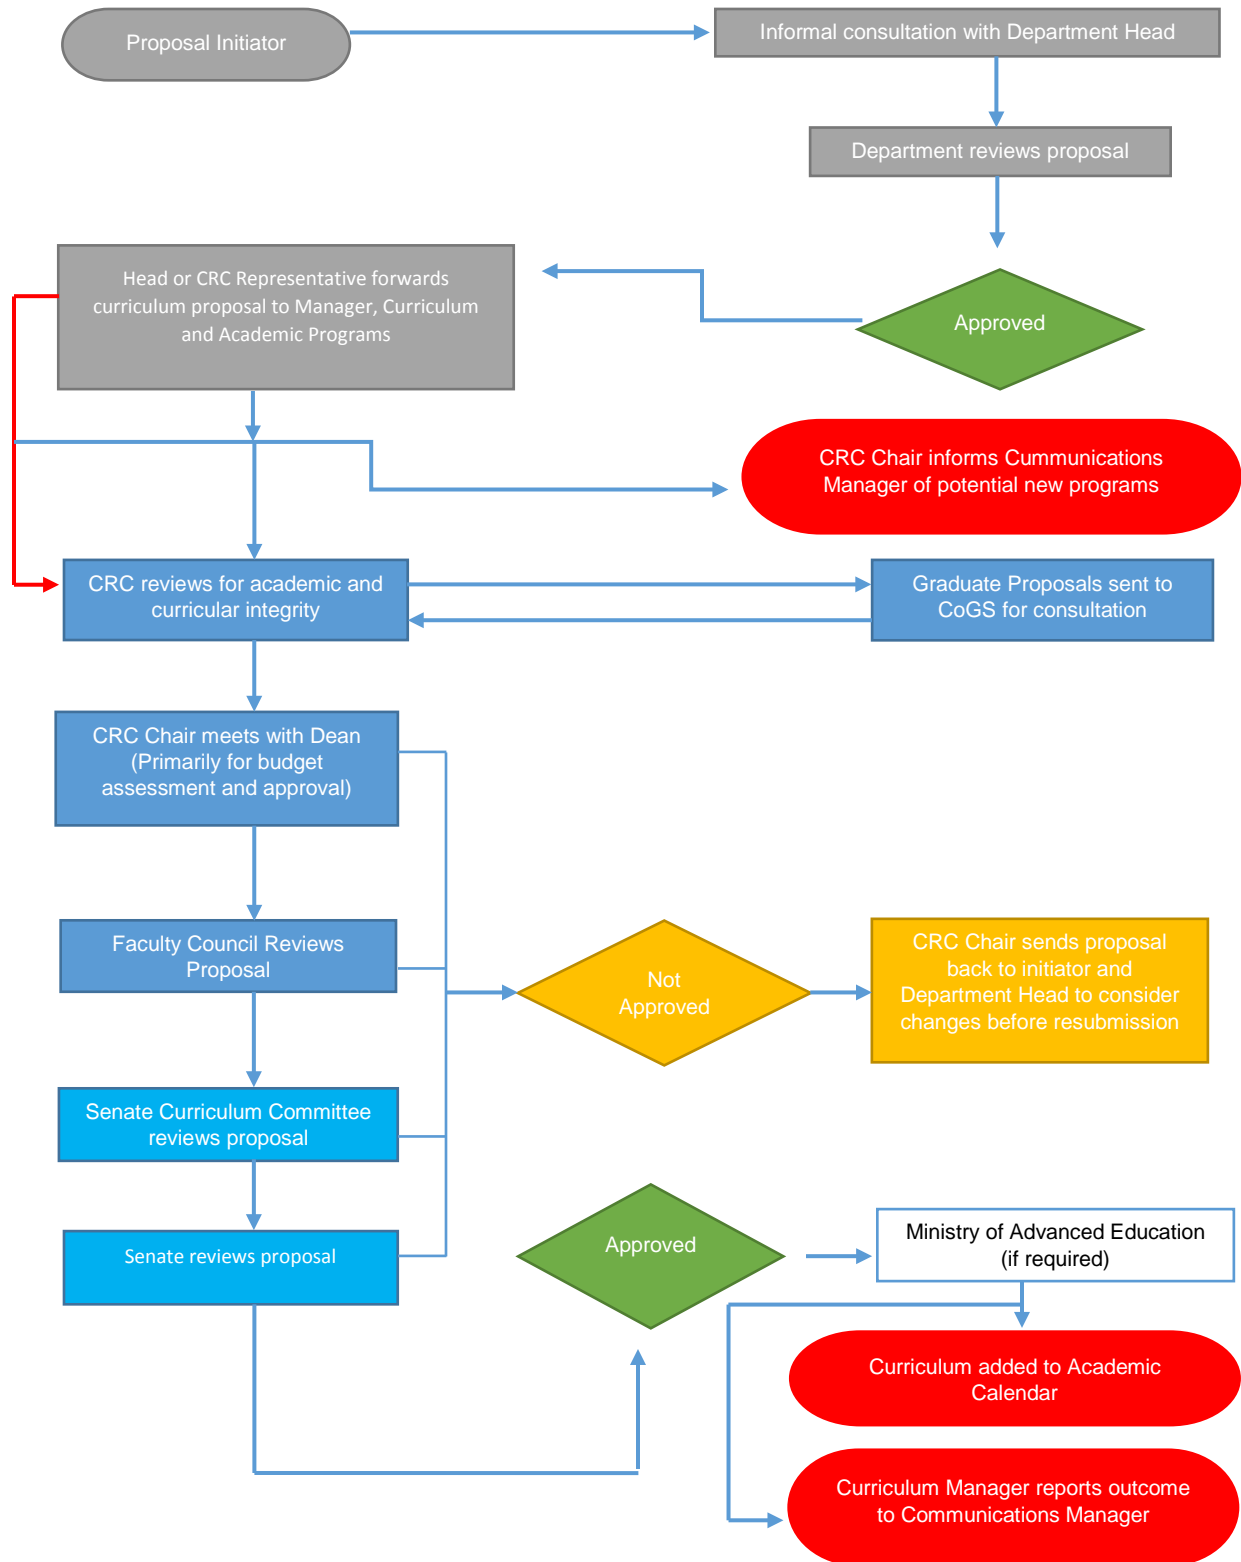 Proposal Initiator
Informal consultation with Department Head
Department reviews proposal
Head or CRC Representative forwards
curriculum proposal to Manager, Curriculum
and Academic Programs
Approved
CRC Chair informs Cummunications
Manager of potential new programs
CRC reviews for academic and
curricular integrity
Graduate Proposals sent to
CoGS for consultation
CRC Chair meets with Dean
(Primarily for budget
assessment and approval)
Faculty Council Reviews
Proposal
Not
Approved
CRC Chair sends proposal
back to initiator and
Department Head to consider
changes before resubmission
Senate Curriculum Committee
reviews proposal
Senate reviews proposal
Approved
Ministry of Advanced Education
(if required)
Curriculum added to Academic
Calendar
Curriculum Manager reports outcome
to Communications Manager